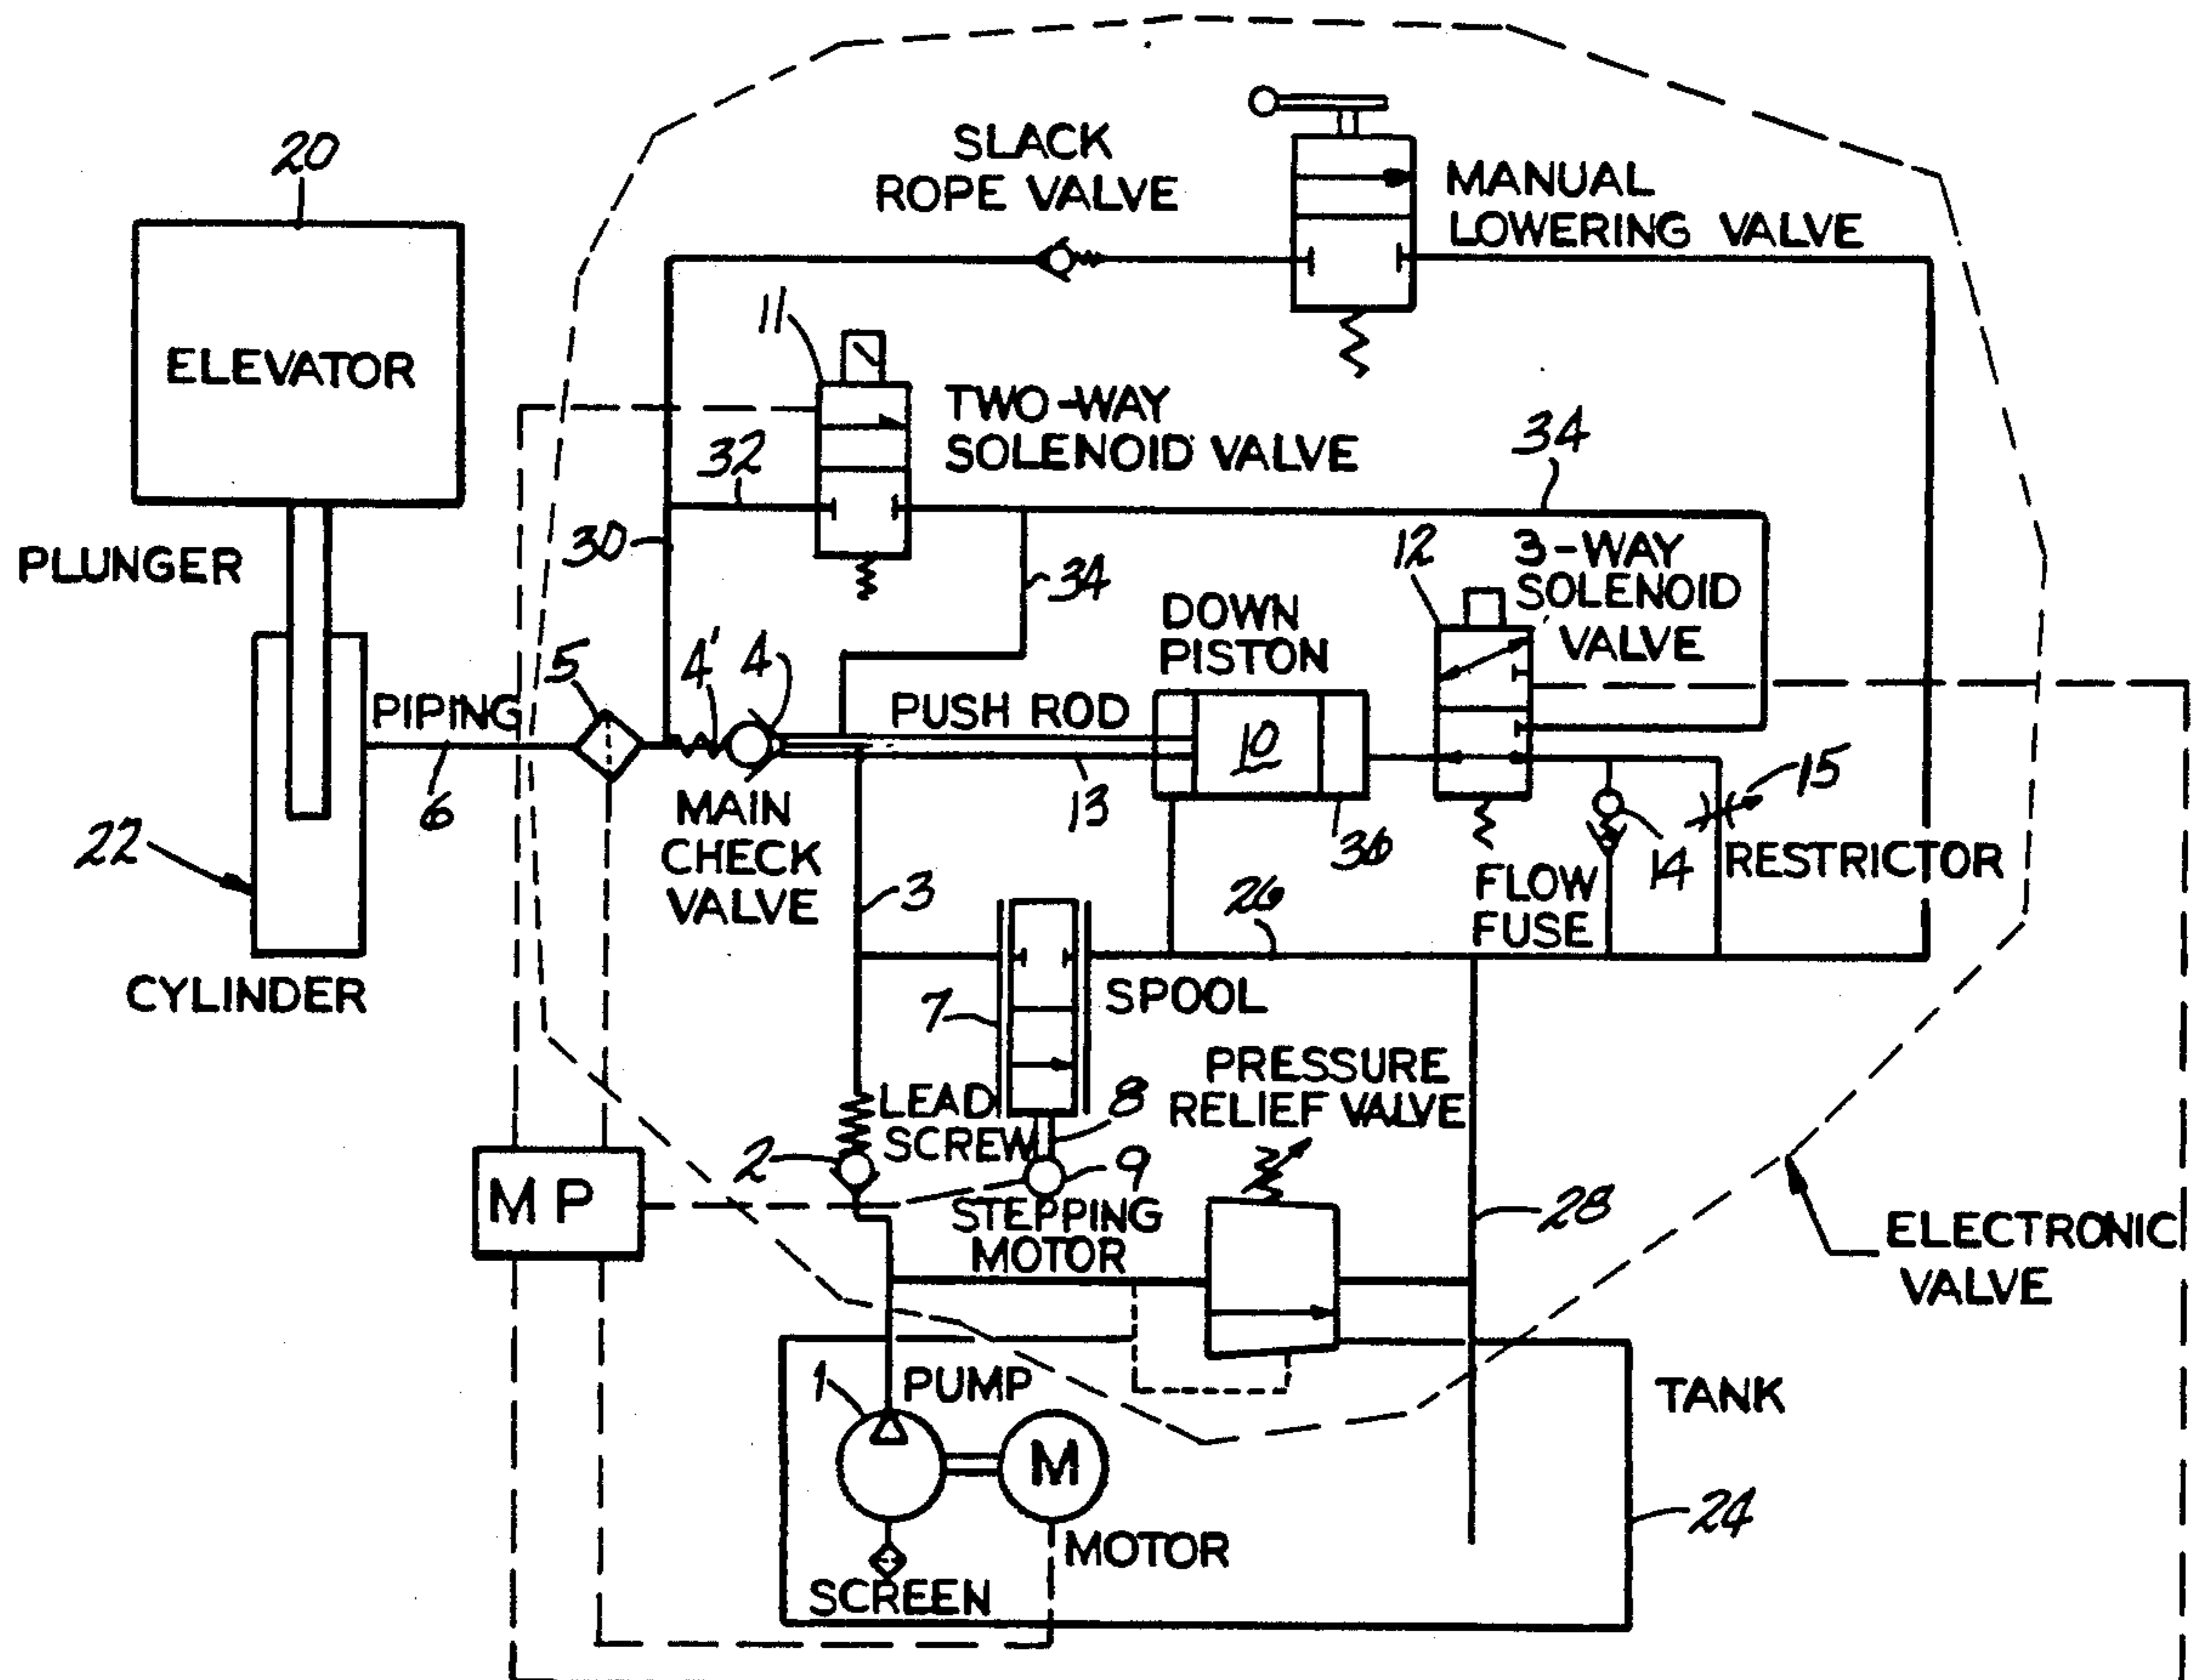 20
SLACK
ROPE VALVE
MANUAL
LOWERING VALVE
ELEVATOR
11
TWO-WAY
SOLENOID VALVE
32
34
30
PLUNGER
34
12
3-WAY
SOLENOID
VALVE
DOWN
PISTON
5
4'
4
PIPING
PUSH ROD
10
15
6
MAIN
CHECK
VALVE
13
36
22
3
26
FLOW
FUSE
14
RESTRICTOR
CYLINDER
7
SPOOL
PRESSURE
RELIEF VALVE
LEAD
SCREW
8
2
9
MP
STEPPING
MOTOR
28
ELECTRONIC
VALVE
1
PUMP
TANK
M
24
MOTOR
SCREEN